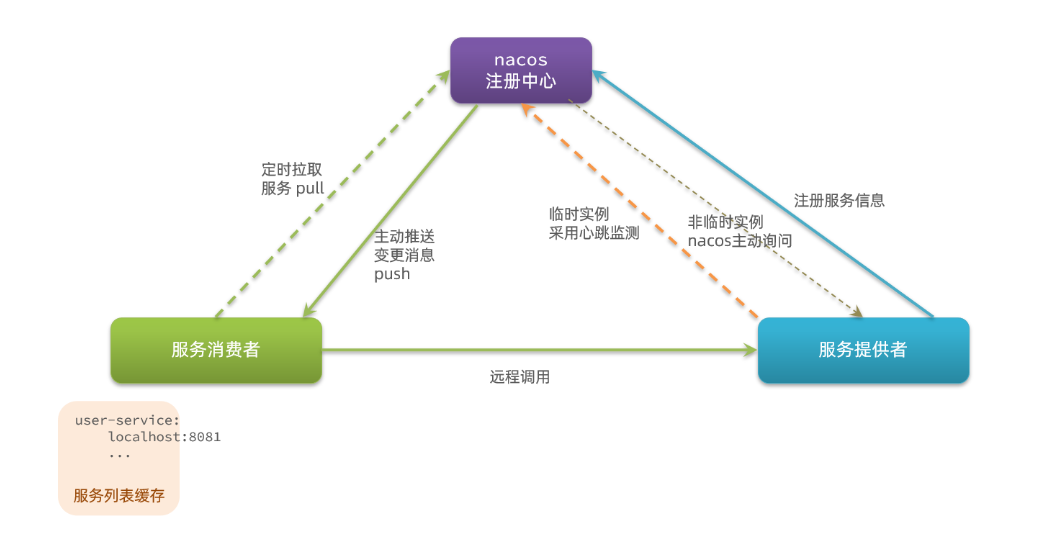 nacos
注册中心
定时拉取
服务 pull
主动推送
变更消息
push
临时实例
采用心跳监测
非临时实例
nacos主动询问
注册服务信息
服务消费者
服务提供者
远程调用
user-service:
localhost:8081
...
服务列表缓存